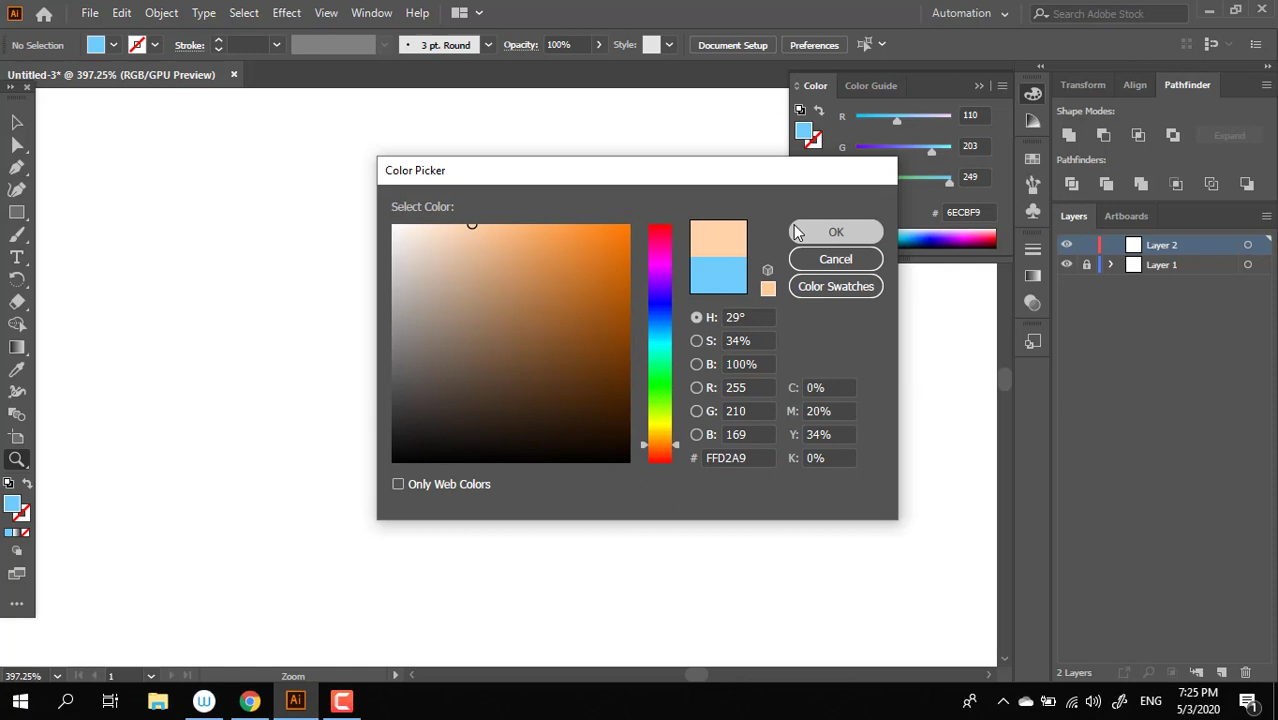 Ai File Edit Object Type Select Effect View Window Help Automation Search Adobe Stock
No Selection Stroke: 3 pt. Round Opacity: 100% Style: Document Setup Preferences
Untitled-3* @ 397.25% (RGB/GPU Preview)
Color Color Guide
R 110
G 203
249
# 6ECBF9
Transform Align Pathfinder
Shape Modes:
Expand
Pathfinders:
Layers Artboards
Layer 2
Layer 1
Color Picker
Select Color:
OK
Cancel
Color Swatches
H: 29°
S: 34%
B: 100%
R: 255 C: 0%
G: 210 M: 20%
B: 169 Y: 34%
# FFD2A9 K: 0%
Only Web Colors
T
397.25% 1 Zoom
2 Layers
W Ai ENG 7:25 PM
5/3/2020 1